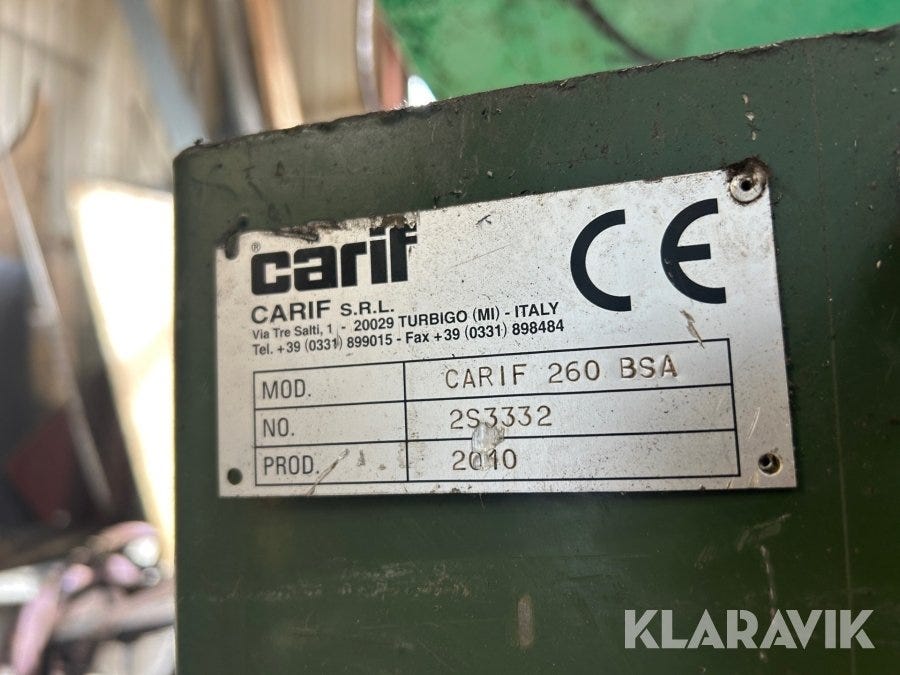 ® carif CE
CARIF S.R.L.
Via Tre Salti, 1 - 20029 TURBIGO (MI) - ITALY
Tel. +39 (0331) 899015 - Fax +39 (0331) 898484
MOD. CARIF 260 BSA
NO. 2S3332
PROD. 2010
KLARAVIK